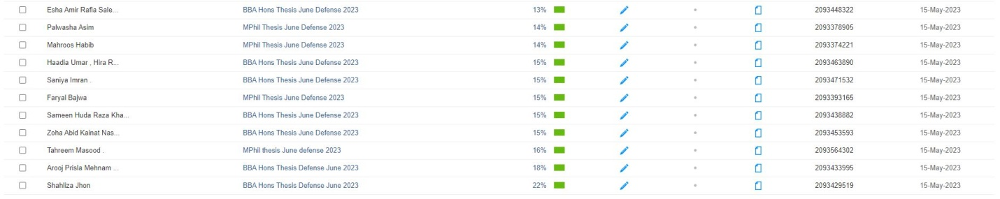 Esha Amir Rafia Sale... BBA Hons Thesis June Defense 2023 13% 2093448322 15-May-2023
Palwasha Asim MPhil Thesis June Defense 2023 14% 2093378905 15-May-2023
Mahroos Habib MPhil Thesis June Defense 2023 14% 2093374221 15-May-2023
Haadia Umar , Hira R... BBA Hons Thesis June Defense 2023 15% 2093463890 15-May-2023
Saniya Imran . BBA Hons Thesis June Defense 2023 15% 2093471532 15-May-2023
Faryal Bajwa MPhil Thesis June Defense 2023 15% 2093393165 15-May-2023
Sameen Huda Raza Kha... BBA Hons Thesis June Defense 2023 15% 2093438882 15-May-2023
Zoha Abid Kainat Nas... BBA Hons Thesis June Defense 2023 15% 2093453593 15-May-2023
Tahreem Masood . MPhil thesis June defense 2023 16% 2093564302 15-May-2023
Arooj Prisla Mehnam ... BBA Hons Thesis Defense June 2023 18% 2093433995 15-May-2023
Shahliza Jhon BBA Hons Thesis Defense June 2023 22% 2093429519 15-May-2023